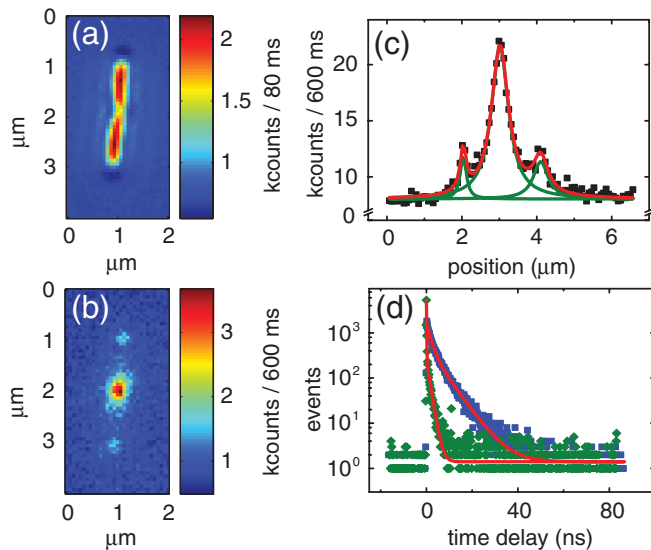 (a)
0
1
2
3
μm
0 1 2
μm
2
1.5
1
kcounts / 80 ms
(b)
0
1
2
3
μm
0 1 2
μm
3
2
1
kcounts / 600 ms
(c)
20
15
10
0
kcounts / 600 ms
0 2 4 6
position (μm)
(d)
10³
10²
10¹
10⁰
events
0 40 80
time delay (ns)